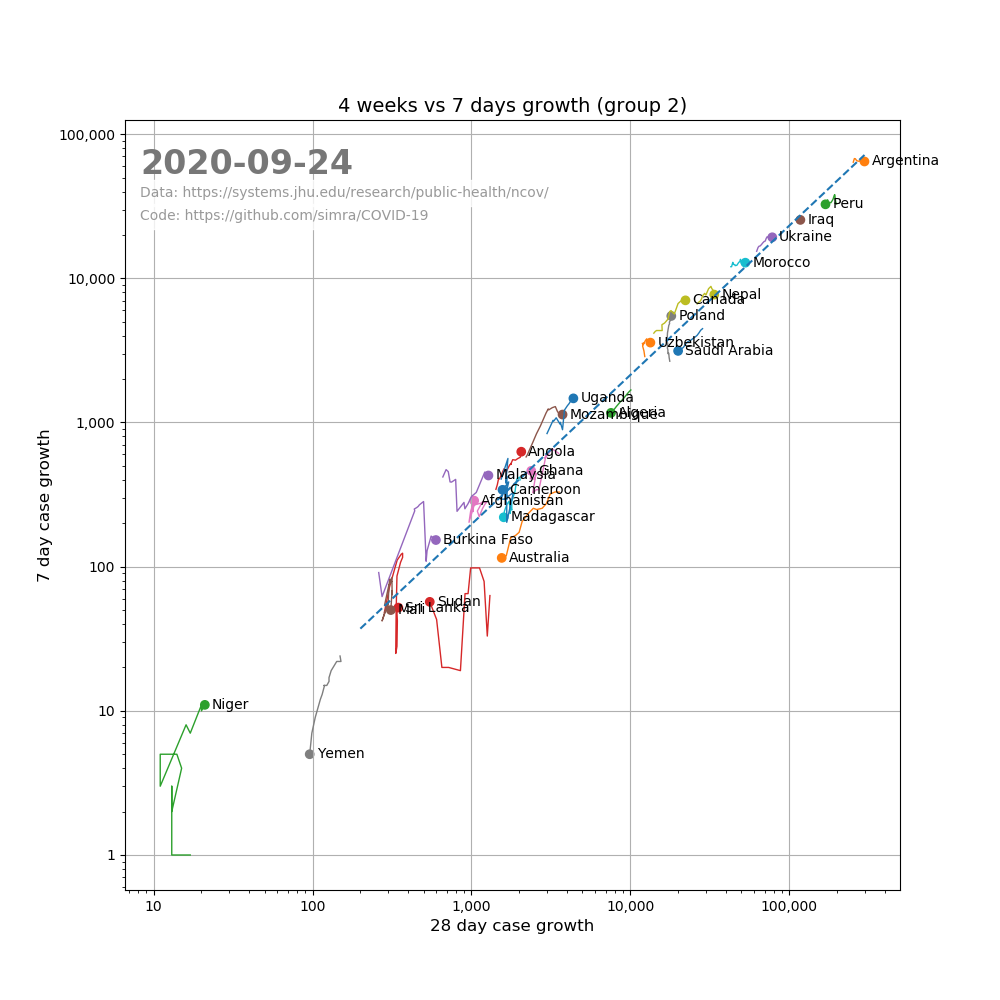 4 weeks vs 7 days growth (group 2)
100,000
2020-09-24
Data: https://systems.jhu.edu/research/public-health/ncov/
Code: https://github.com/simra/COVID-19
Argentina
Peru
Iraq
Ukraine
Morocco
10,000
Nepal
Canada
Poland
Uzbekistan
Saudi Arabia
Uganda
Algeria
Mozambique
1,000
Angola
Ghana
Malaysia
Cameroon
Afghanistan
Madagascar
Burkina Faso
Australia
100
Sudan
Sri Lanka
Mali
Niger
10
Yemen
1
7 day case growth
10
100
1,000
10,000
100,000
28 day case growth